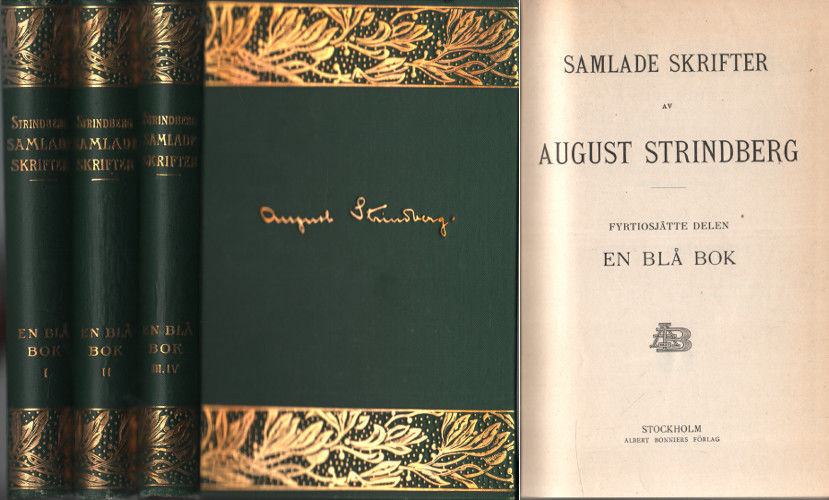 STRINDBERG
SAMLADE
SKRIFTER
EN BLÅ
BOK
I
STRINDBERG
SAMLADE
SKRIFTER
EN BLÅ
BOK
II
STRINDBERG
SAMLADE
SKRIFTER
EN BLÅ
BOK
III. IV
August Strindberg.
SAMLADE SKRIFTER
AV
AUGUST STRINDBERG
FYRTIOSJÄTTE DELEN
EN BLÅ BOK
AB
STOCKHOLM
ALBERT BONNIERS FÖRLAG